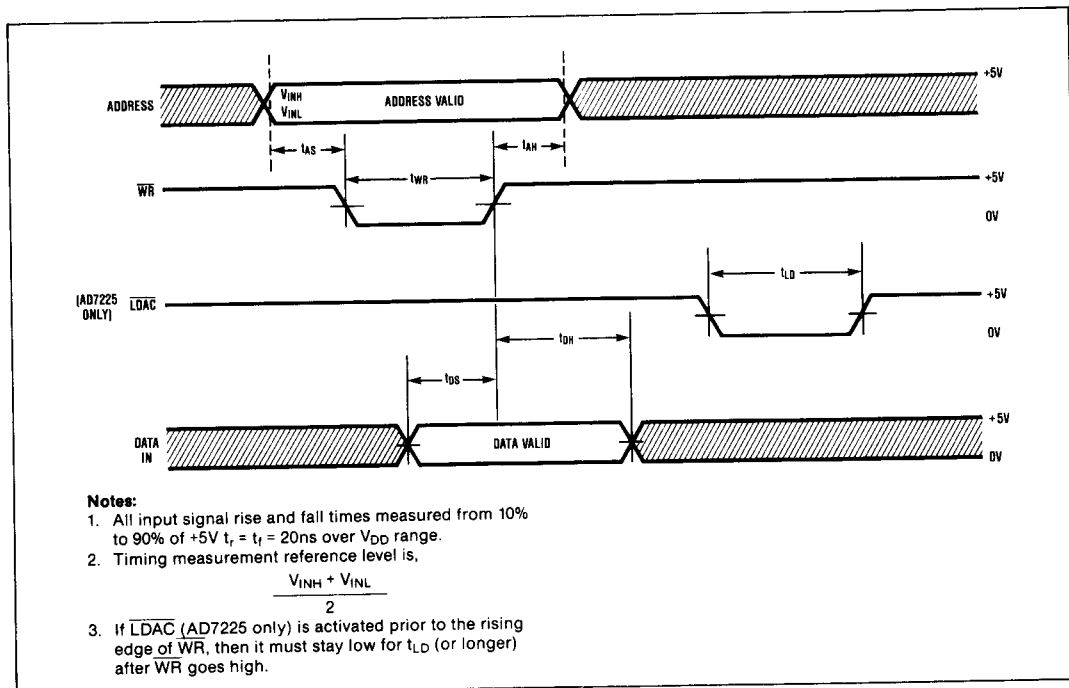 ADDRESS
VINH
VINL
ADDRESS VALID
+5V
tAS
tWR
tAH
WR
+5V
0V
(AD7225
ONLY)
LDAC
tLD
+5V
0V
tDH
tDS
DATA
IN
DATA VALID
+5V
0V
Notes:
1. All input signal rise and fall times measured from 10%
to 90% of +5V tr = tf = 20ns over VDD range.
2. Timing measurement reference level is,
VINH + VINL
2
3. If LDAC (AD7225 only) is activated prior to the rising
edge of WR, then it must stay low for tLD (or longer)
after WR goes high.